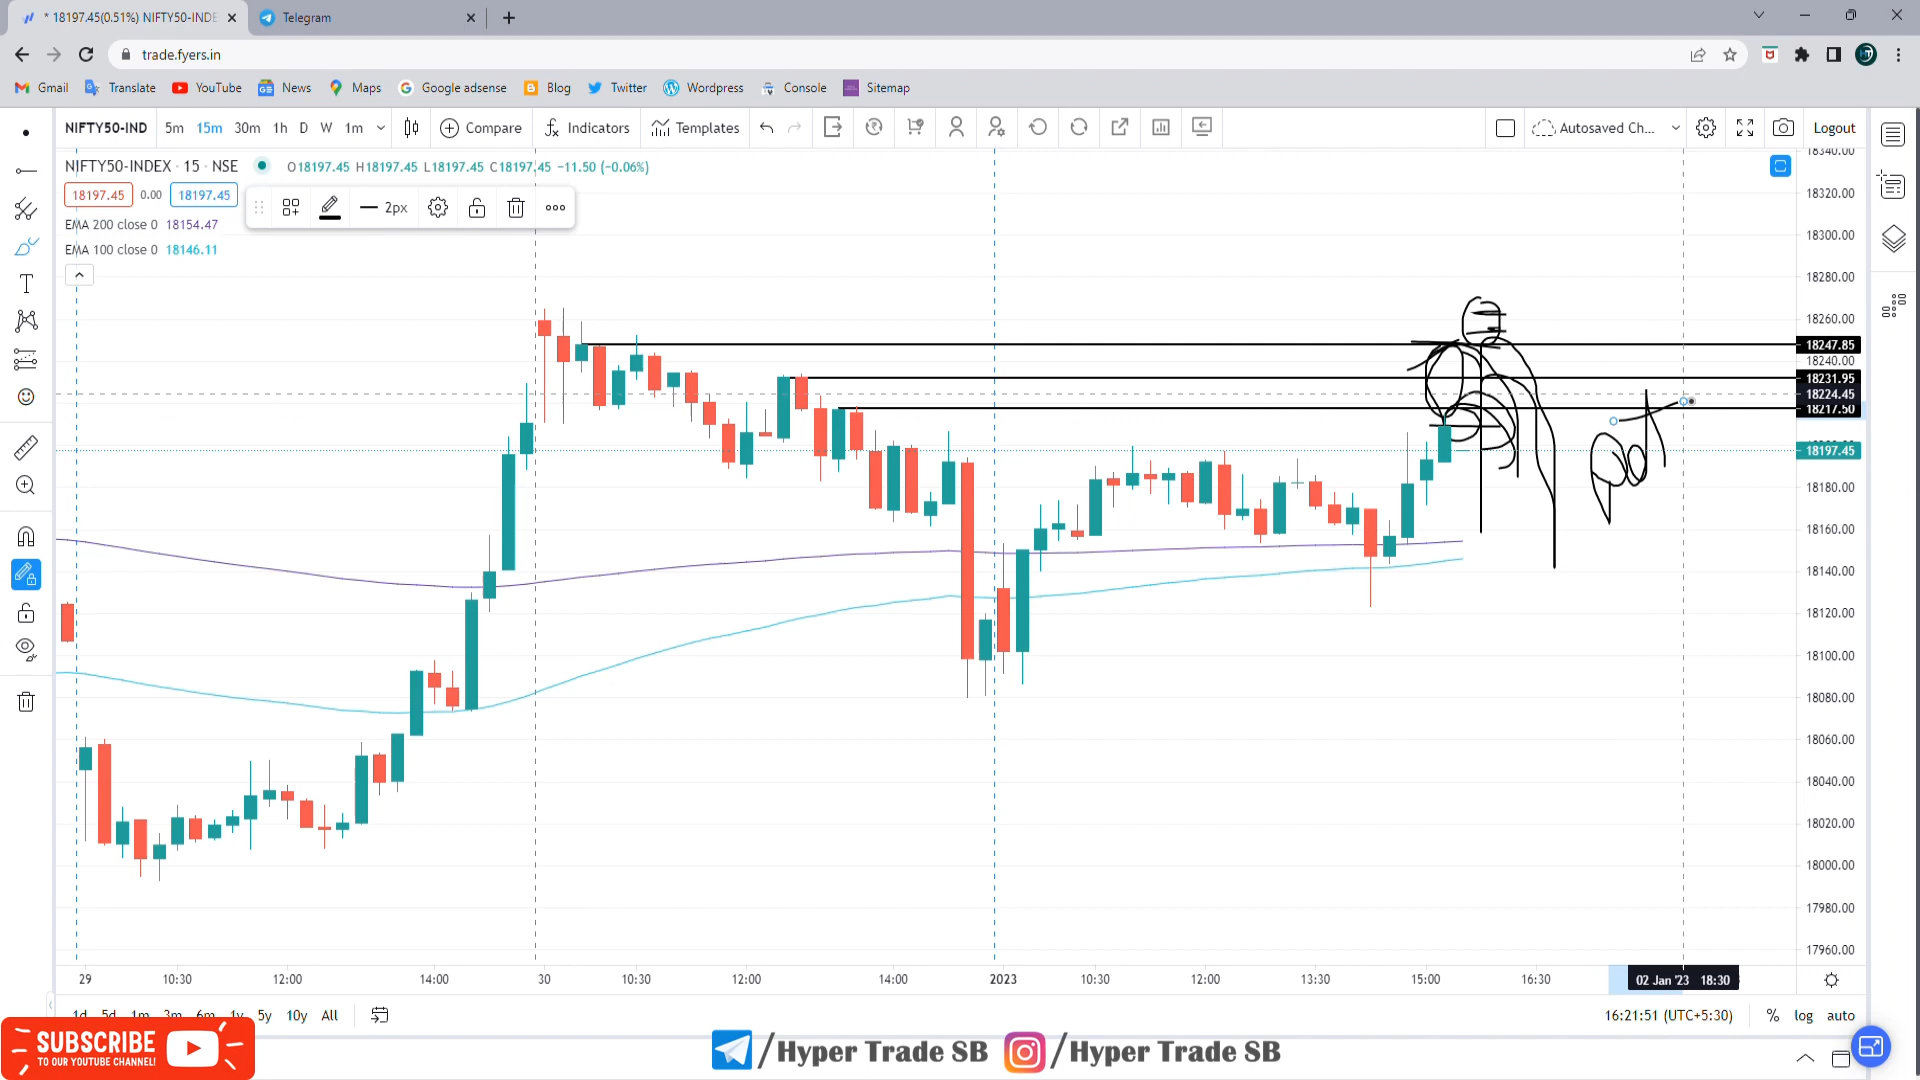 * 18197.45(0.51%) NIFTY50-INDE
Telegram
trade.fyers.in
Gmail Translate YouTube News Maps Google adsense Blog Twitter Wordpress Console Sitemap
NIFTY50-IND 5m 15m 30m 1h D W 1m Compare Indicators Templates Autosaved Ch... Logout
NIFTY50-INDEX · 15 · NSE O18197.45 H18197.45 L18197.45 C18197.45 −11.50 (−0.06%)
18197.45 0.00 18197.45
2px
EMA 200 close 0 18154.47
EMA 100 close 0 18146.11
18340.00
18320.00
18300.00
18280.00
18260.00
18247.85
18240.00
18231.95
18224.45
18217.50
18197.45
18180.00
18160.00
18140.00
18120.00
18100.00
18080.00
18060.00
18040.00
18020.00
18000.00
17980.00
17960.00
29 10:30 12:00 14:00 30 10:30 12:00 14:00 2023 10:30 12:00 13:30 15:00 16:30 02 Jan '23 18:30
1d 5d 1m 3m 6m 1y 5y 10y All
16:21:51 (UTC+5:30) % log auto
SUBSCRIBE
TO OUR YOUTUBE CHANNEL!
/Hyper Trade SB /Hyper Trade SB